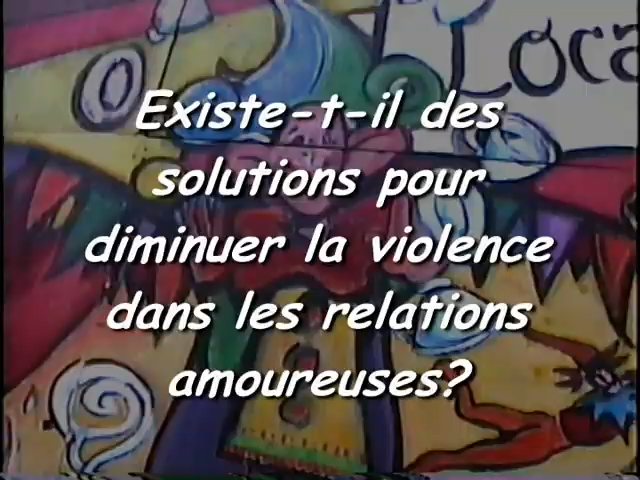 Loca
Existe-t-il des
solutions pour
diminuer la violence
dans les relations
amoureuses?